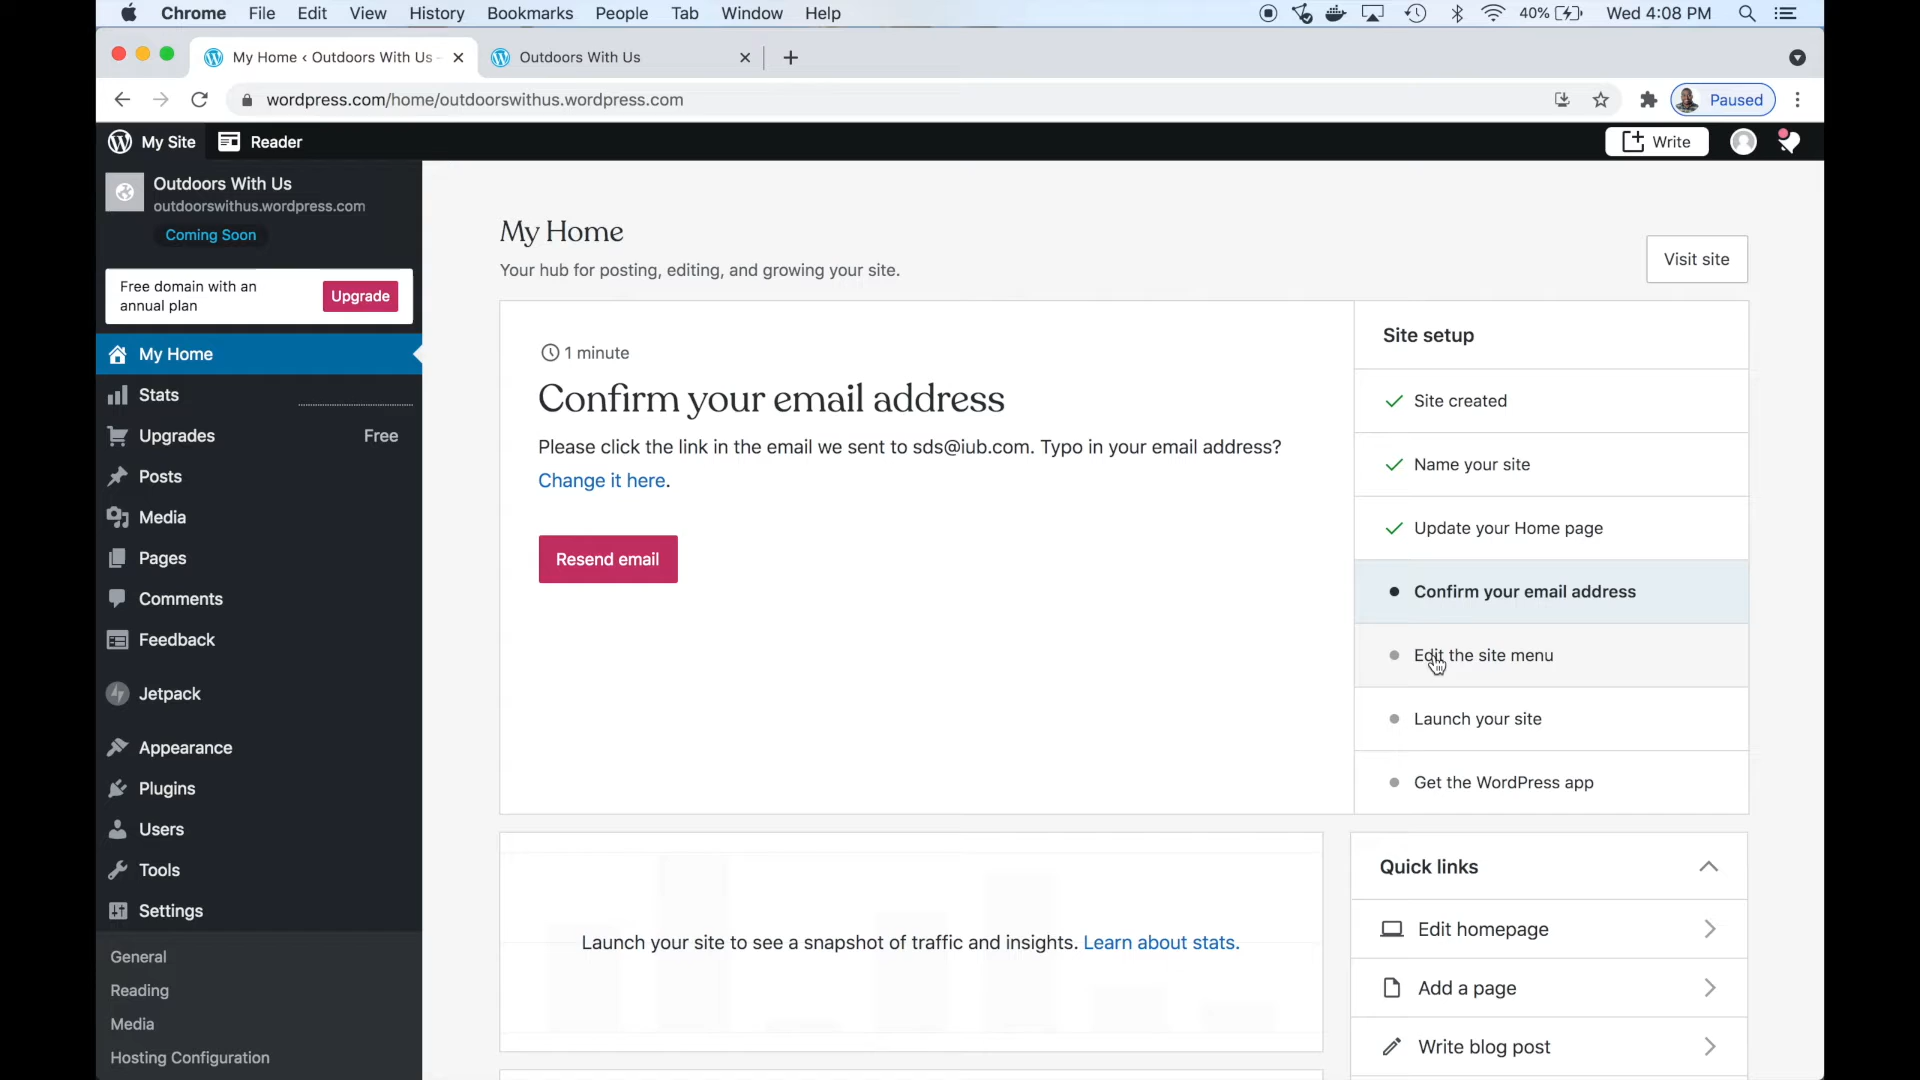 Chrome File Edit View History Bookmarks People Tab Window Help 40% Wed 4:08 PM
My Home ‹ Outdoors With Us - Outdoors With Us
wordpress.com/home/outdoorswithus.wordpress.com Paused
My Site Reader Write
Outdoors With Us
outdoorswithus.wordpress.com
Coming Soon
Free domain with an
annual plan
Upgrade
My Home
Stats
Upgrades Free
Posts
Media
Pages
Comments
Feedback
Jetpack
Appearance
Plugins
Users
Tools
Settings
General
Reading
Media
Hosting Configuration
My Home
Your hub for posting, editing, and growing your site.
Visit site
1 minute
Confirm your email address
Please click the link in the email we sent to sds@iub.com. Typo in your email address?
Change it here.
Resend email
Site setup
Site created
Name your site
Update your Home page
Confirm your email address
Edit the site menu
Launch your site
Get the WordPress app
Launch your site to see a snapshot of traffic and insights. Learn about stats.
Quick links
Edit homepage
Add a page
Write blog post